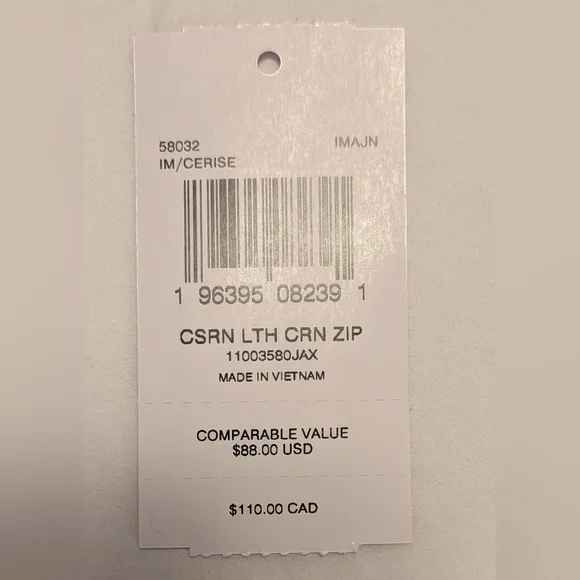 58032 IMAJN
IM/CERISE
1 96395 08239 1
CSRN LTH CRN ZIP
11003580JAX
MADE IN VIETNAM
COMPARABLE VALUE
$88.00 USD
$110.00 CAD